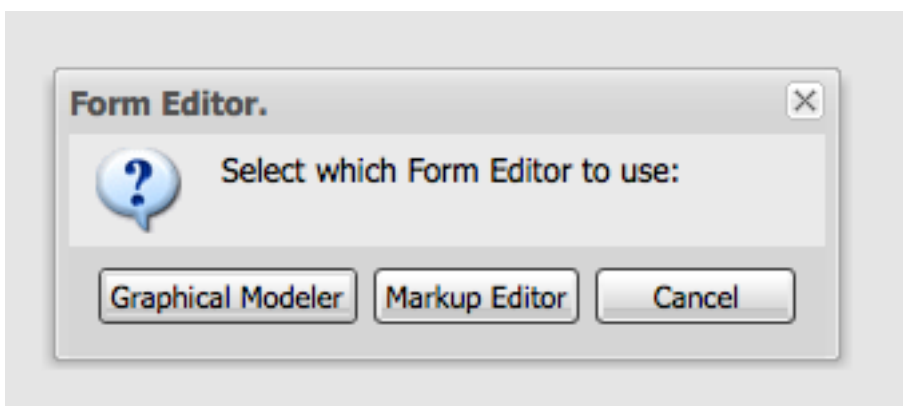 Form Editor.
Select which Form Editor to use:
Graphical Modeler Markup Editor Cancel